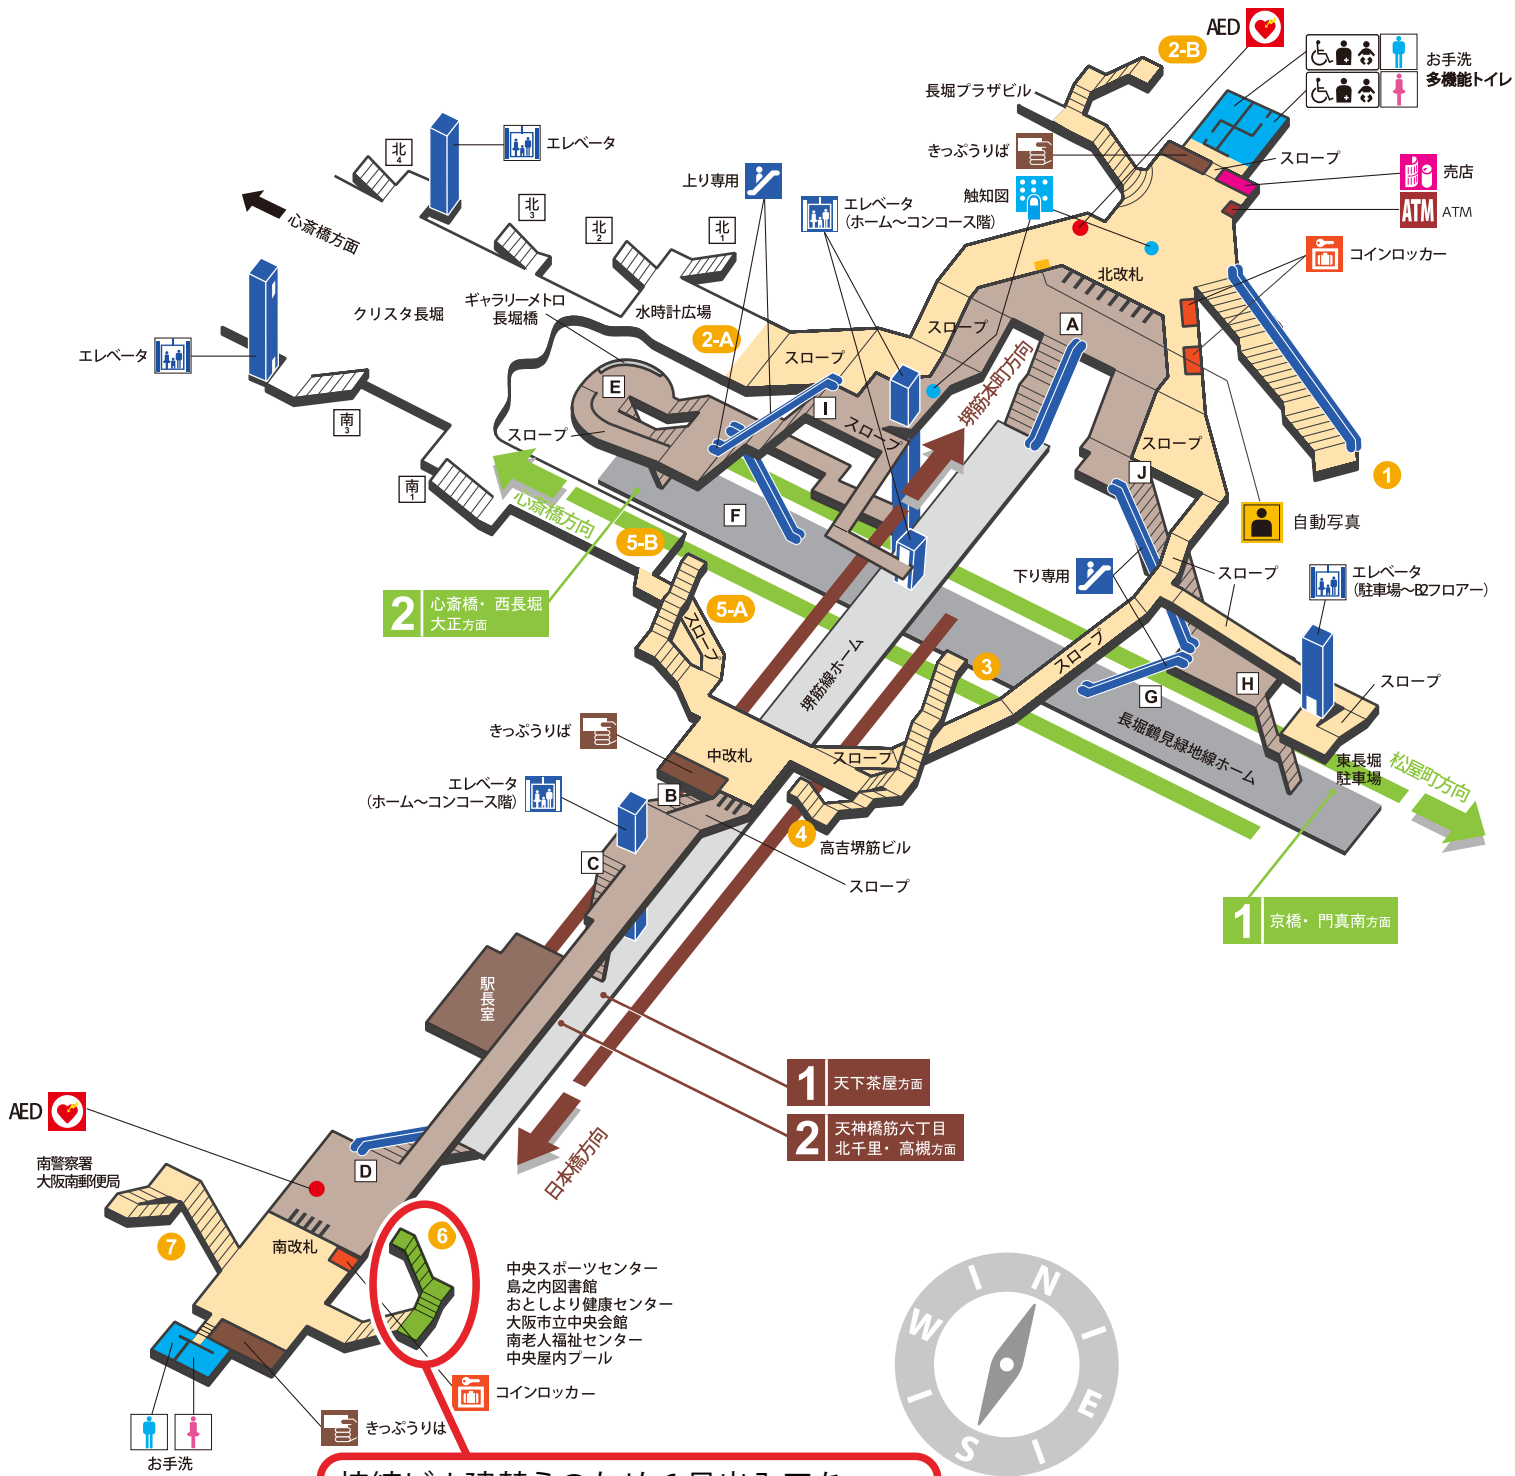 AED
2-B
お手洗
多機能トイレ
長堀プラザビル
きっぷうりば
スロープ
売店
ATM
ATM
エレベータ
北4
北3
北2
北1
上り専用
触知図
エレベータ
（ホーム～コンコース階）
コインロッカー
北改札
心斎橋方面
クリスタ長堀
ギャラリーメトロ
長堀橋
水時計広場
2-A
スロープ
スロープ
A
堺筋本町方向
エレベータ
E
I
スロープ
スロープ
スロープ
J
1
南3
南1
心斎橋方向
F
5-B
自動写真
下り専用
スロープ
エレベータ
（駐車場～B2フロアー）
2
心斎橋・西長堀
大正方面
5-A
スロープ
堺筋線ホーム
3
スロープ
G
H
スロープ
長堀鶴見緑地線ホーム
きっぷうりば
中改札
スロープ
東長堀
駐車場
松屋町方向
エレベータ
（ホーム～コンコース階）
B
4
高吉堺筋ビル
C
スロープ
1
京橋・門真南方面
駅長室
1
天下茶屋方面
2
天神橋筋六丁目
北千里・高槻方面
AED
日本橋方向
南警察署
大阪南郵便局
D
7
南改札
6
中央スポーツセンター
島之内図書館
おとしより健康センター
大阪市立中央会館
南老人福祉センター
中央屋内プール
コインロッカー
きっぷうりは
お手洗
N
E
S
W